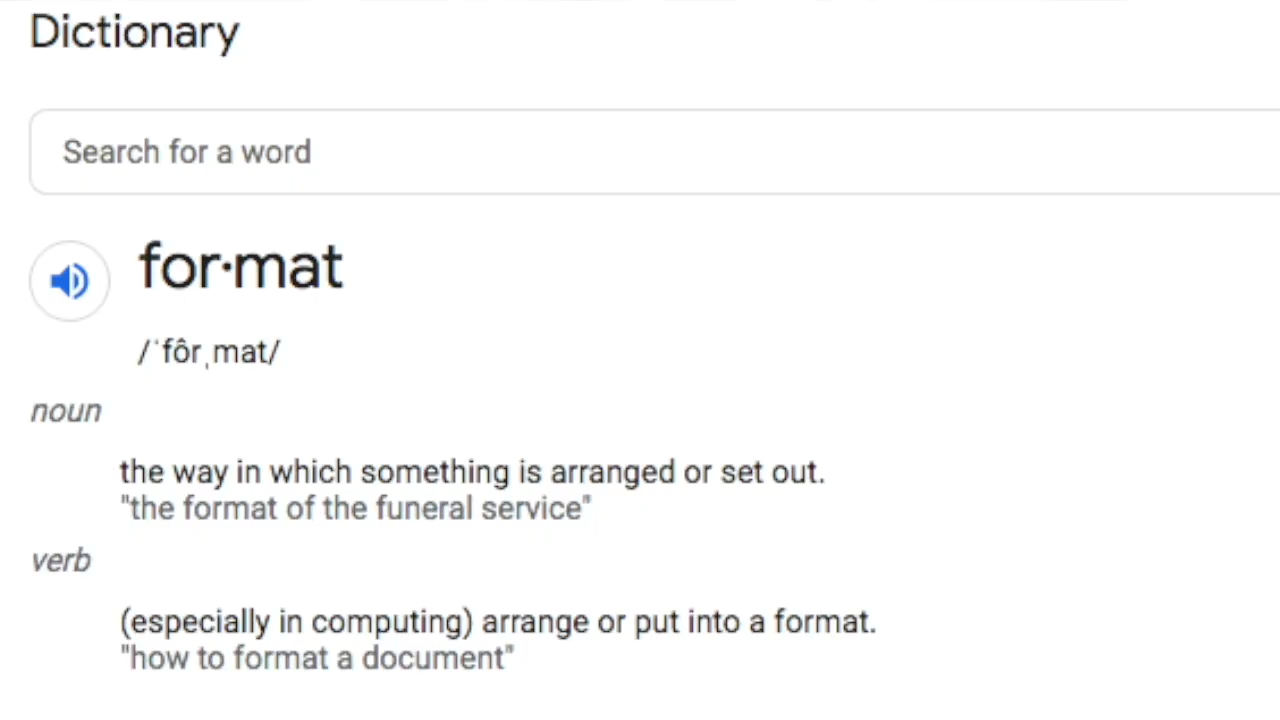 Dictionary
Search for a word
for·mat
/ˈfôrˌmat/
noun
the way in which something is arranged or set out.
"the format of the funeral service"
verb
(especially in computing) arrange or put into a format.
"how to format a document"